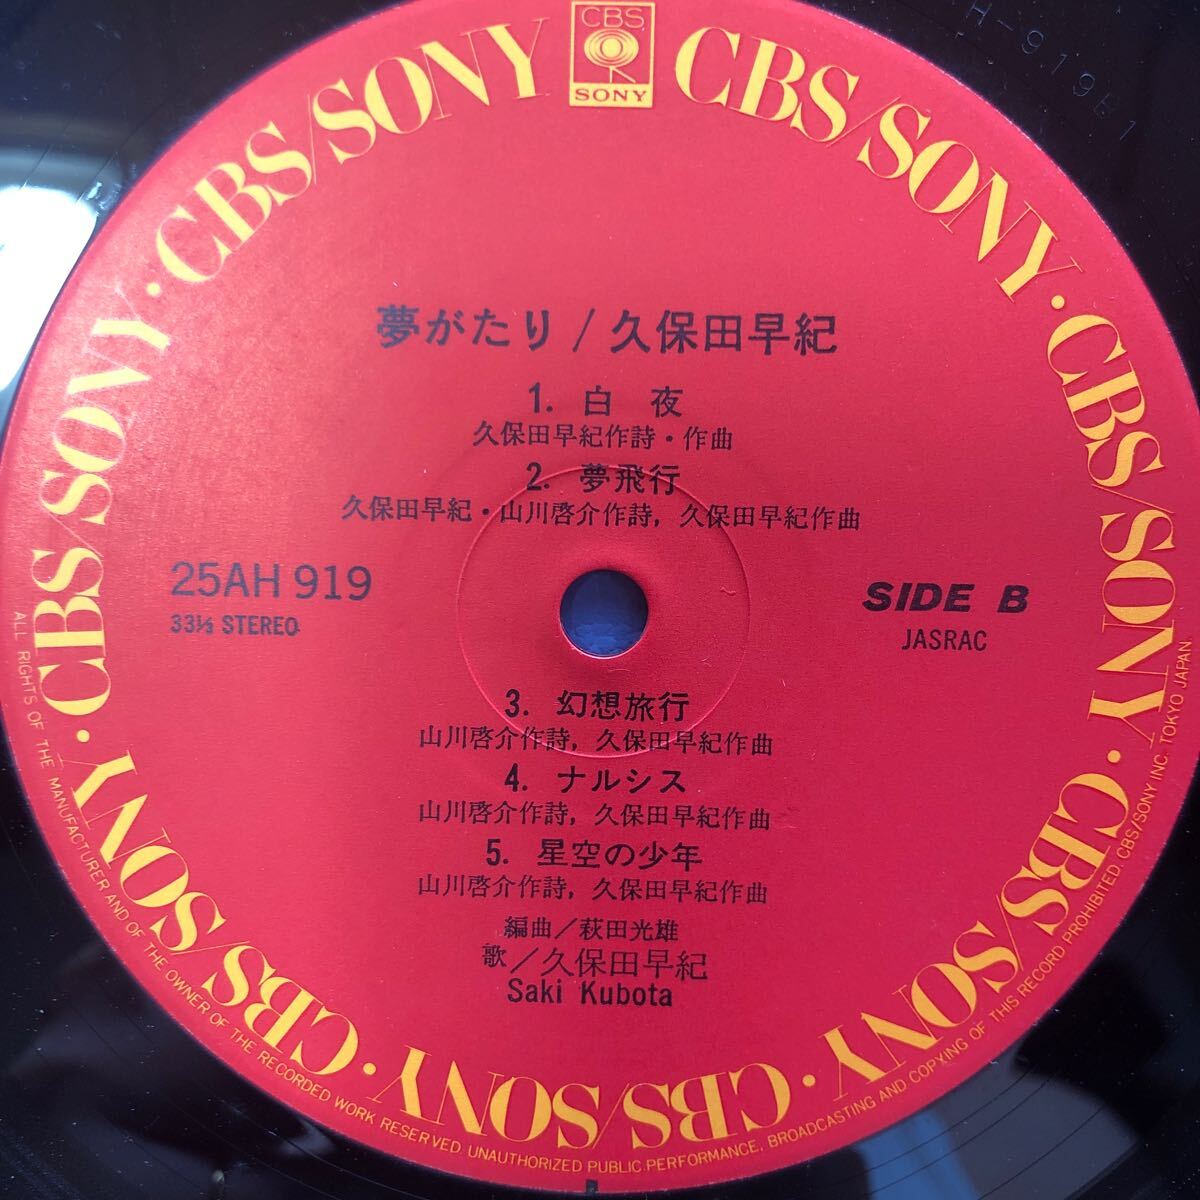 CBS
SONY
CBS/SONY · CBS/SONY · CBS/SONY · CBS/SONY · CBS/SONY · CBS/SONY · CBS/SONY · CBS/SONY
H-919B1
夢がたり / 久保田早紀
1. 白 夜
久保田早紀作詩・作曲
2. 夢飛行
久保田早紀・山川啓介作詩, 久保田早紀作曲
25AH 919
33⅓ STEREO
SIDE B
JASRAC
3. 幻想旅行
山川啓介作詩, 久保田早紀作曲
4. ナルシス
山川啓介作詩, 久保田早紀作曲
5. 星空の少年
山川啓介作詩, 久保田早紀作曲
編曲/萩田光雄
歌/久保田早紀
Saki Kubota
ALL RIGHTS OF THE MANUFACTURER AND OF THE OWNER OF THE RECORDED WORK RESERVED. UNAUTHORIZED PUBLIC PERFORMANCE, BROADCASTING AND COPYING OF THIS RECORD PROHIBITED. CBS/SONY INC. TOKYO JAPAN